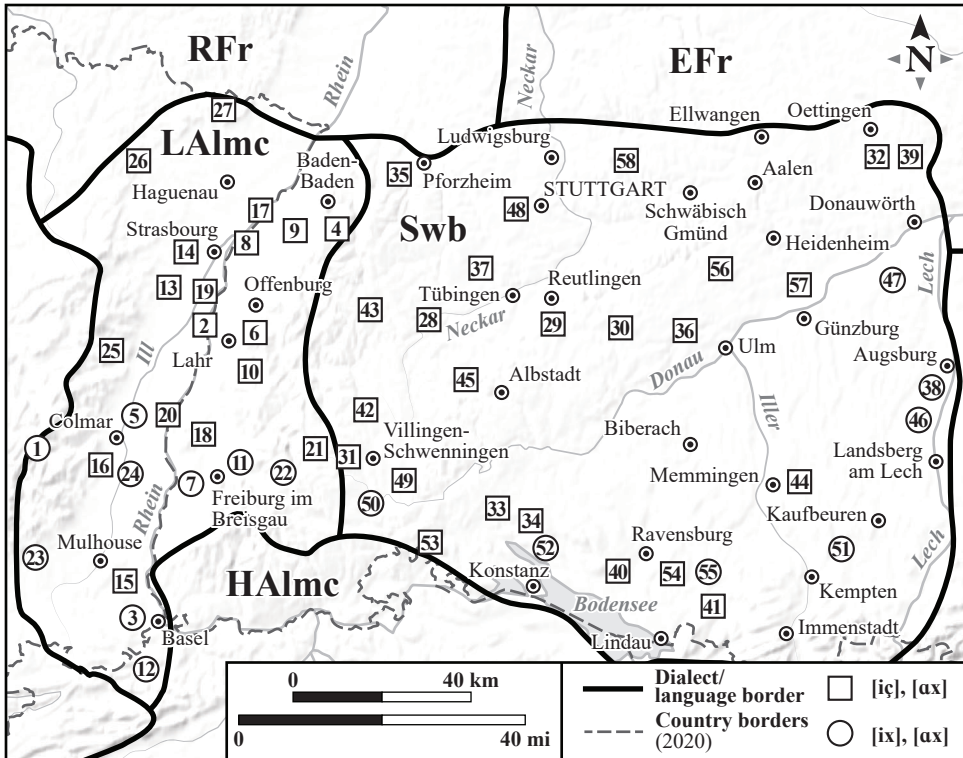 RFr
EFr
N
Rhein
Neckar
27
Ellwangen
Oettingen
LAlmc
Ludwigsburg
26
Baden-
Baden
35
Pforzheim
58
32
39
Haguenau
Aalen
STUTTGART
Schwäbisch
Gmünd
48
17
Donauwörth
Strasbourg
8
9
4
Swb
Heidenheim
14
Lech
37
56
47
13
19
Offenburg
Tübingen
Reutlingen
57
43
28
Neckar
29
30
36
Günzburg
2
6
Lahr
25
Ill
10
Ulm
Augsburg
Donau
45
Albstadt
38
5
20
42
Iller
46
Colmar
18
Villingen-
Schwenningen
Biberach
1
21
31
Landsberg
am Lech
16
24
7
11
22
49
Memmingen
44
Freiburg im
Breisgau
50
Rhein
33
34
Kaufbeuren
23
Mulhouse
53
52
Ravensburg
51
Lech
15
HAlmc
Konstanz
40
54
55
Kempten
3
Bodensee
41
Basel
Lindau
Immenstadt
12
0
40 km
0
40 mi
Dialect/
language border
Country borders
(2020)
[iç], [ɑx]
[ix], [ɑx]